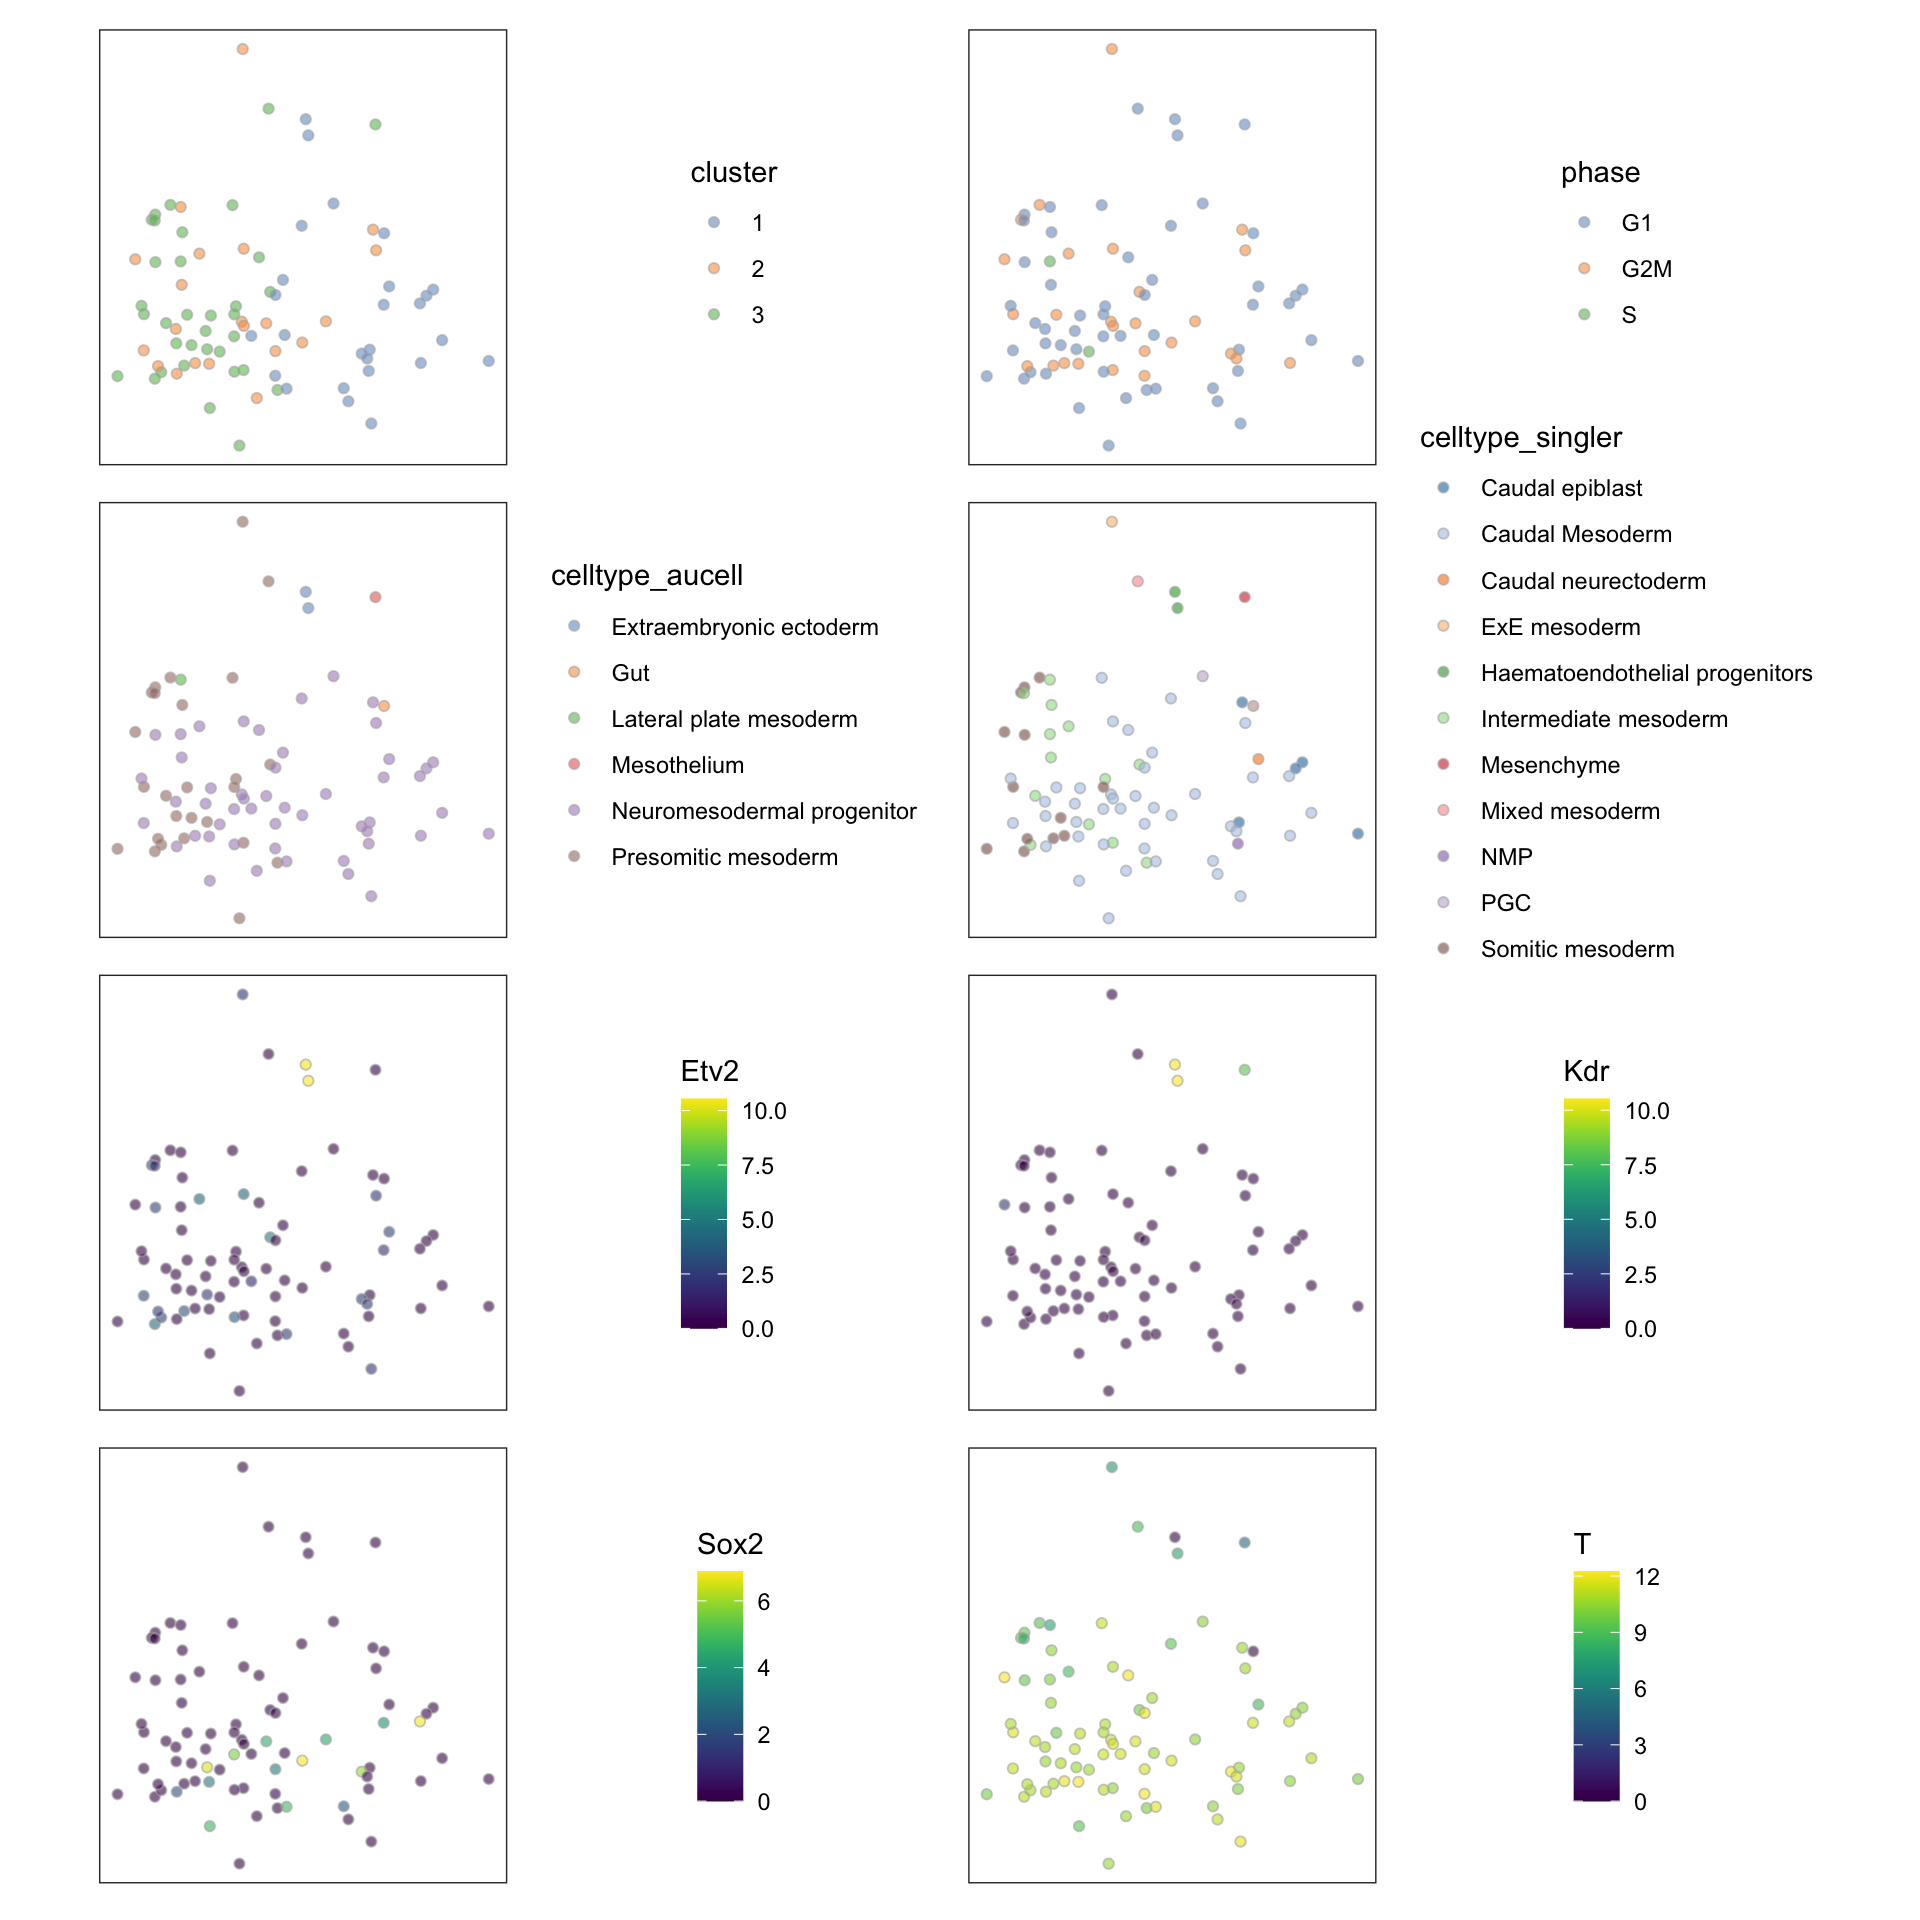 cluster
1
2
3
phase
G1
G2M
S
celltype_aucell
Extraembryonic ectoderm
Gut
Lateral plate mesoderm
Mesothelium
Neuromesodermal progenitor
Presomitic mesoderm
celltype_singler
Caudal epiblast
Caudal Mesoderm
Caudal neurectoderm
ExE mesoderm
Haematoendothelial progenitors
Intermediate mesoderm
Mesenchyme
Mixed mesoderm
NMP
PGC
Somitic mesoderm
Etv2
10.0
7.5
5.0
2.5
0.0
Kdr
10.0
7.5
5.0
2.5
0.0
Sox2
6
4
2
0
T
12
9
6
3
0